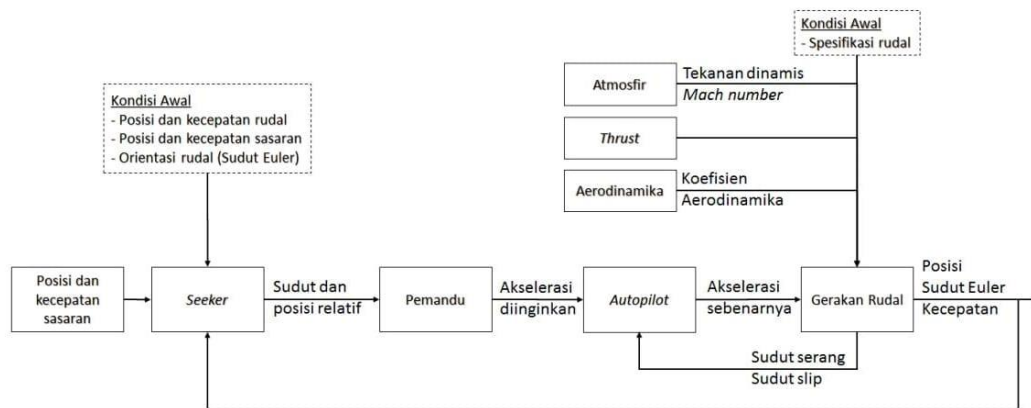 Kondisi Awal
- Spesifikasi rudal
Atmosfir
Tekanan dinamis
Mach number
Kondisi Awal
- Posisi dan kecepatan rudal
- Posisi dan kecepatan sasaran
- Orientasi rudal (Sudut Euler)
Thrust
Aerodinamika
Koefisien
Aerodinamika
Posisi dan
kecepatan
sasaran
Seeker
Sudut dan
posisi relatif
Pemandu
Akselerasi
diinginkan
Autopilot
Akselerasi
sebenarnya
Gerakan Rudal
Posisi
Sudut Euler
Kecepatan
Sudut serang
Sudut slip